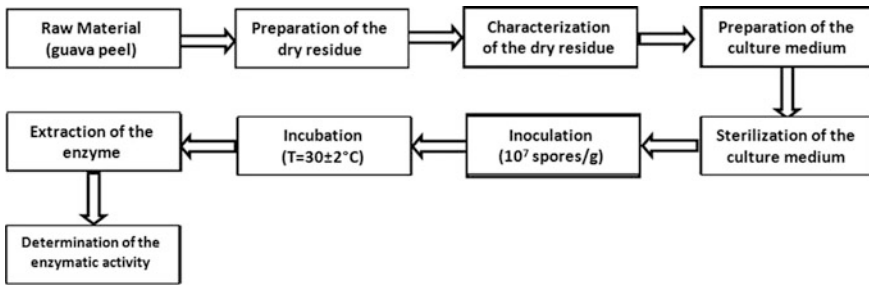 Raw Material
(guava peel)
Preparation of the
dry residue
Characterization
of the dry residue
Preparation of the
culture medium
Sterilization of the
culture medium
Inoculation
(10⁷ spores/g)
Incubation
(T=30±2°C)
Extraction of the
enzyme
Determination of the
enzymatic activity